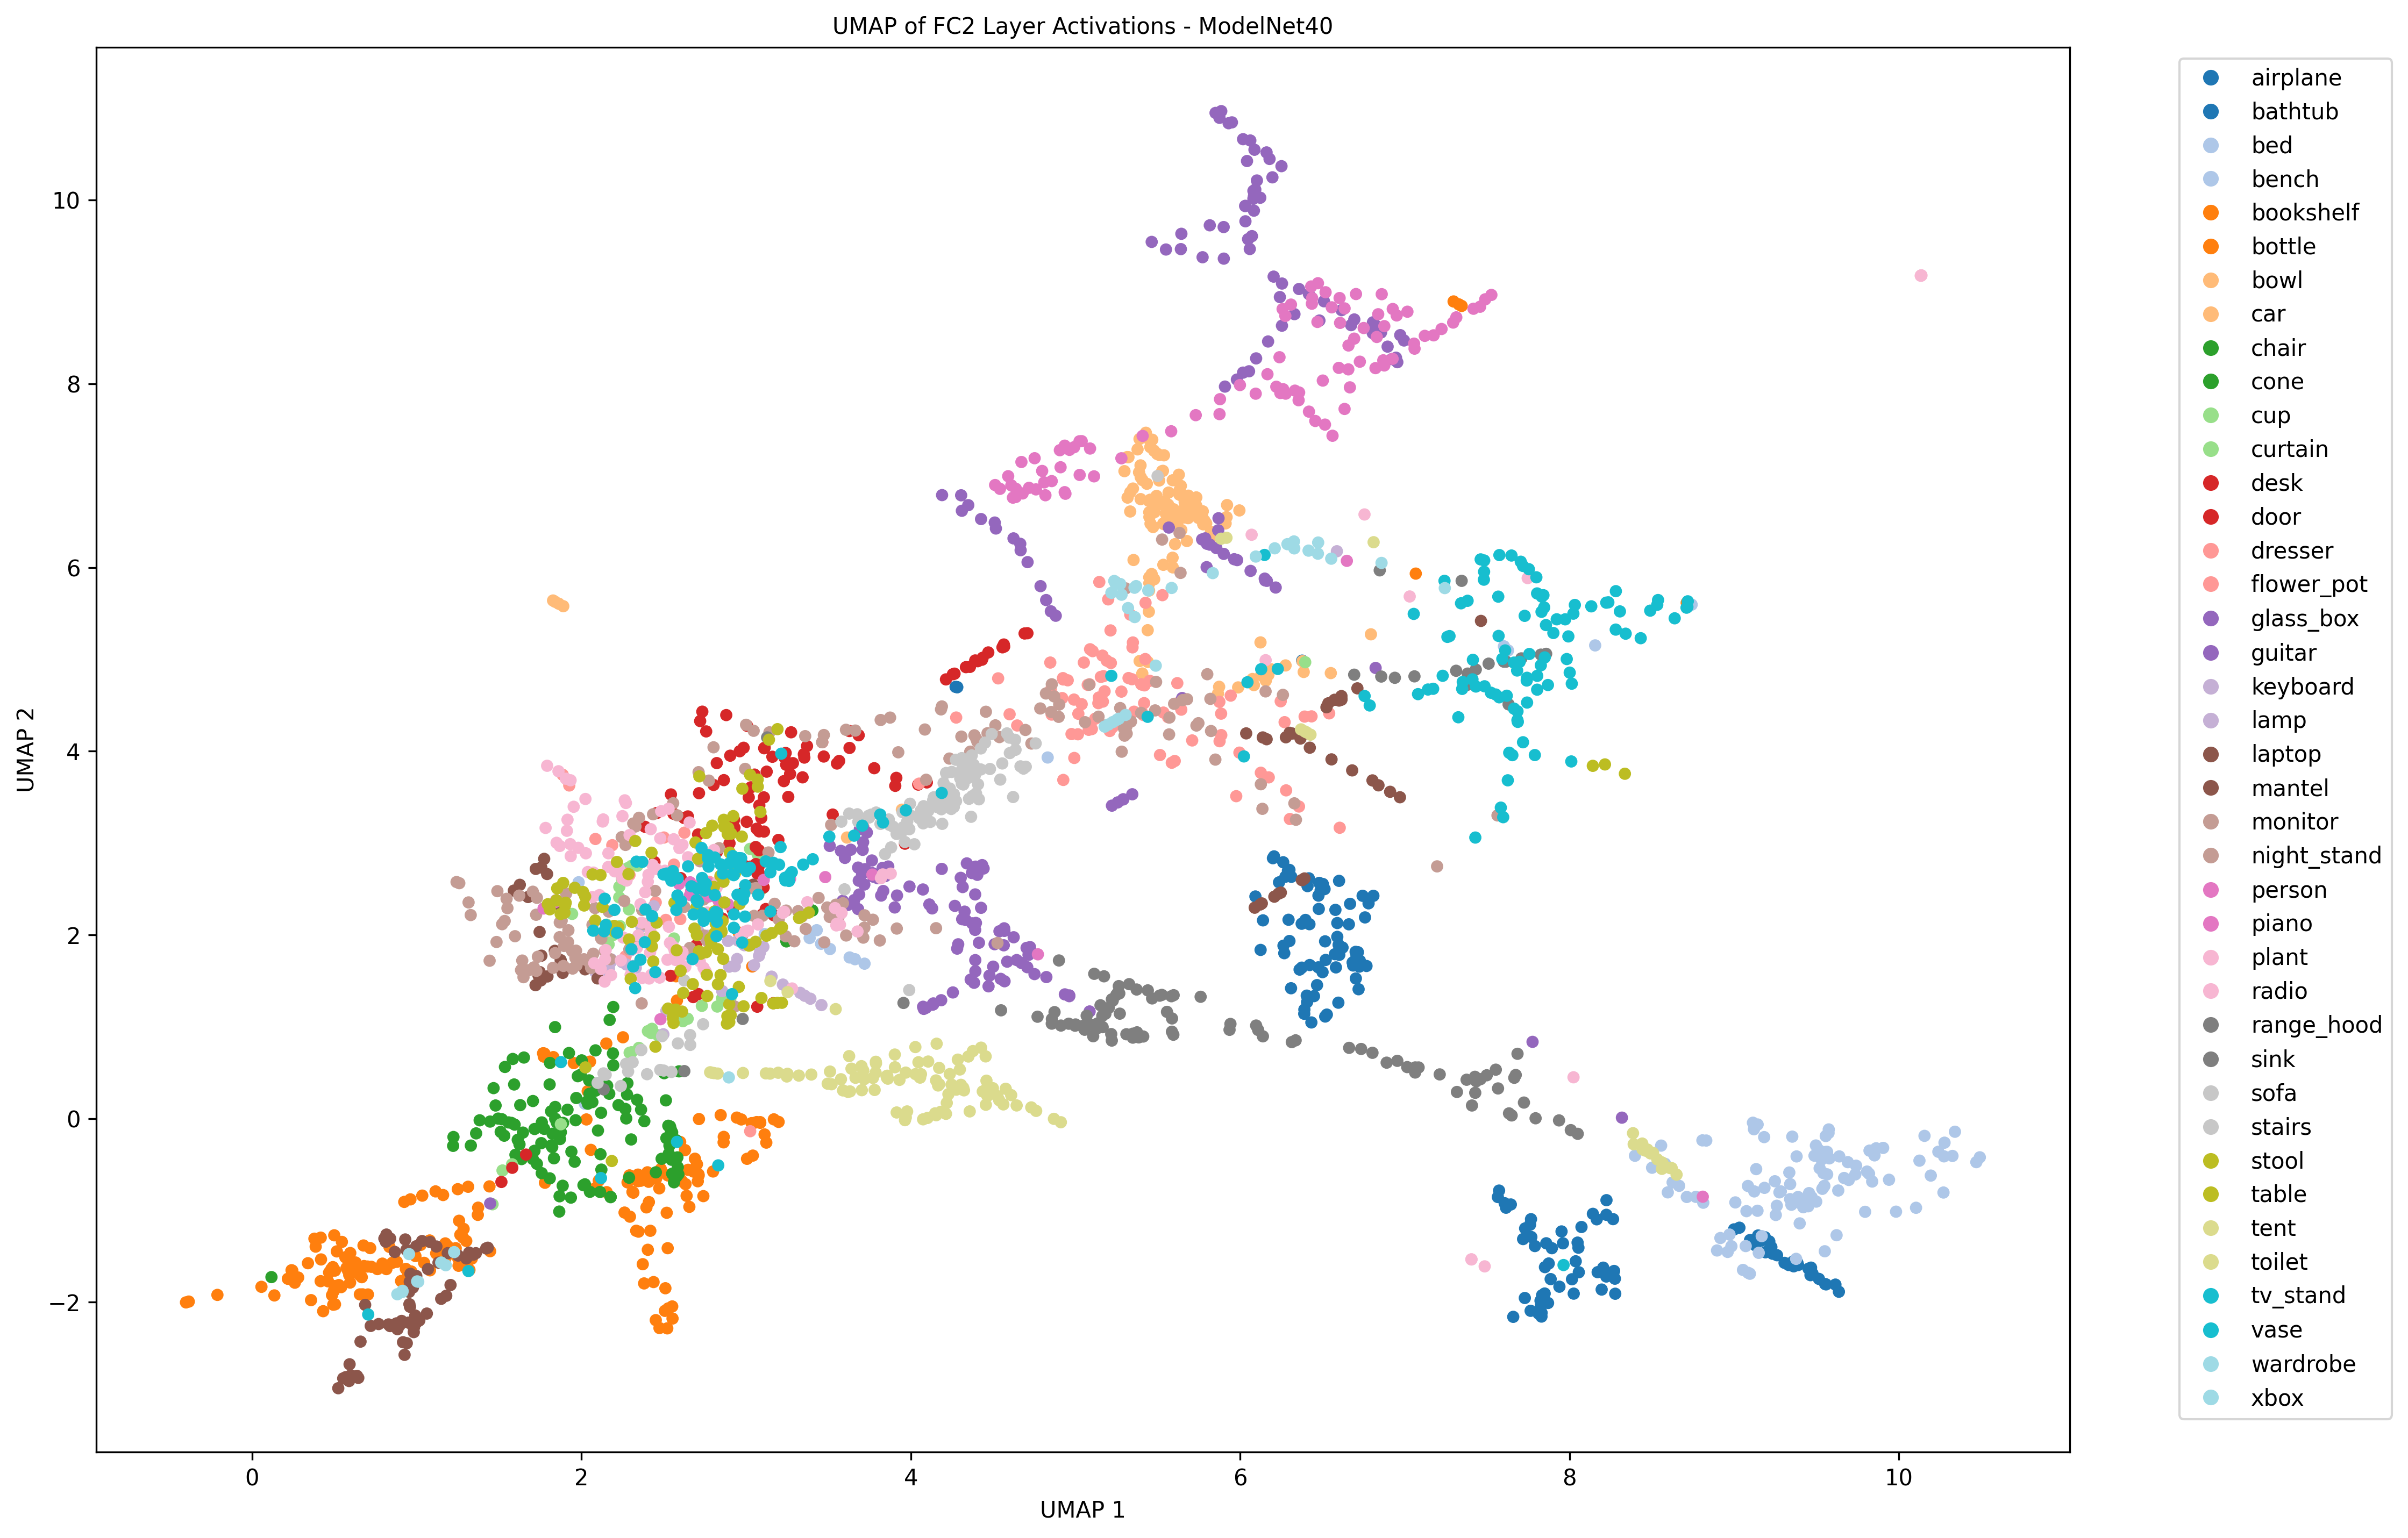 UMAP of FC2 Layer Activations - ModelNet40
UMAP 2
10
8
6
4
2
0
−2
0
2
4
6
8
10
UMAP 1
airplane
bathtub
bed
bench
bookshelf
bottle
bowl
car
chair
cone
cup
curtain
desk
door
dresser
flower_pot
glass_box
guitar
keyboard
lamp
laptop
mantel
monitor
night_stand
person
piano
plant
radio
range_hood
sink
sofa
stairs
stool
table
tent
toilet
tv_stand
vase
wardrobe
xbox